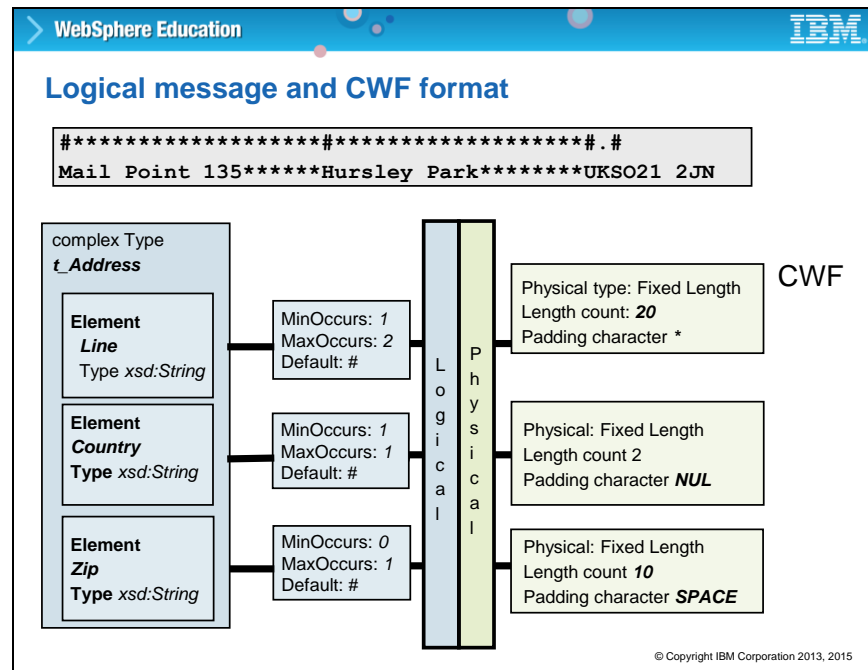 WebSphere Education
IBM
Logical message and CWF format
#*******************#*******************#.#
Mail Point 135******Hursley Park********UKSO21 2JN
complex Type
t_Address
Element
Line
Type xsd:String
MinOccurs: 1
MaxOccurs: 2
Default: #
Physical type: Fixed Length
Length count: 20
Padding character *
CWF
Element
Country
Type xsd:String
MinOccurs: 1
MaxOccurs: 1
Default: #
Physical: Fixed Length
Length count 2
Padding character NUL
Element
Zip
Type xsd:String
MinOccurs: 0
MaxOccurs: 1
Default: #
Physical: Fixed Length
Length count 10
Padding character SPACE
Logical
Physical
© Copyright IBM Corporation 2013, 2015